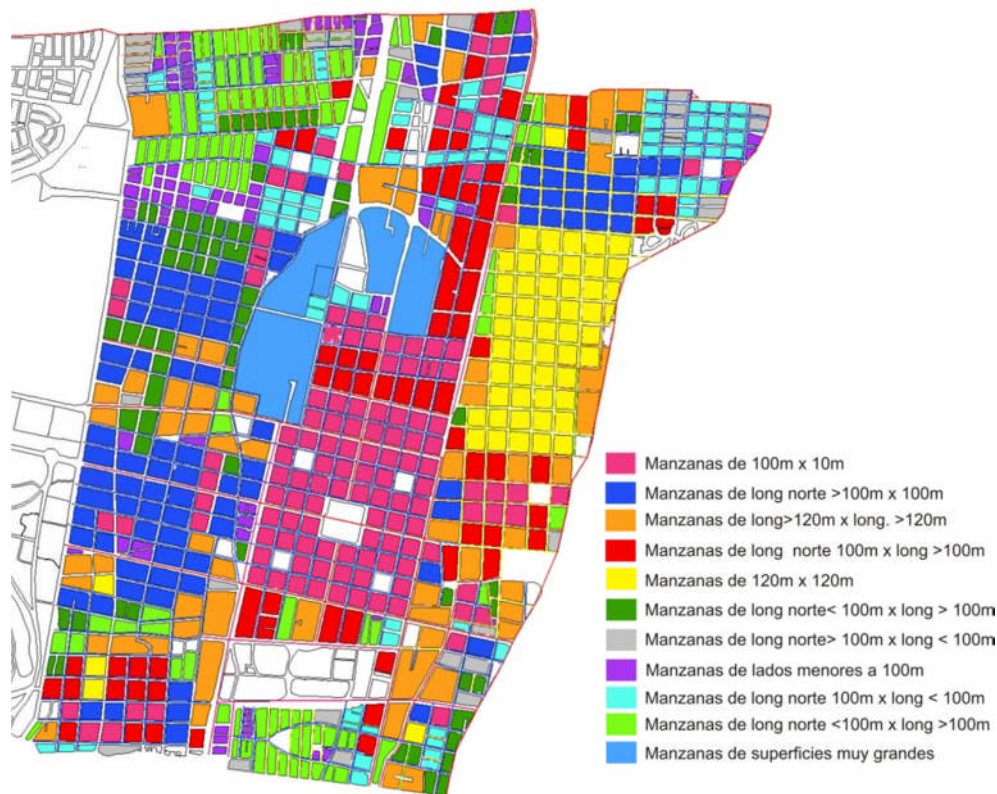 Manzanas de 100m x 10m
Manzanas de long norte >100m x 100m
Manzanas de long>120m x long. >120m
Manzanas de long norte 100m x long >100m
Manzanas de 120m x 120m
Manzanas de long norte< 100m x long > 100m
Manzanas de long norte> 100m x long < 100m
Manzanas de lados menores a 100m
Manzanas de long norte 100m x long < 100m
Manzanas de long norte <100m x long >100m
Manzanas de superficies muy grandes